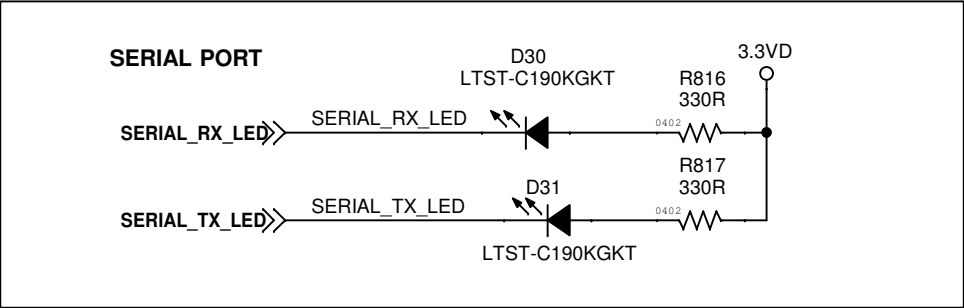 SERIAL PORT
D30
LTST-C190KGKT
3.3VD
R816
330R
SERIAL_RX_LED
SERIAL_RX_LED
0402
R817
330R
D31
SERIAL_TX_LED
SERIAL_TX_LED
0402
LTST-C190KGKT